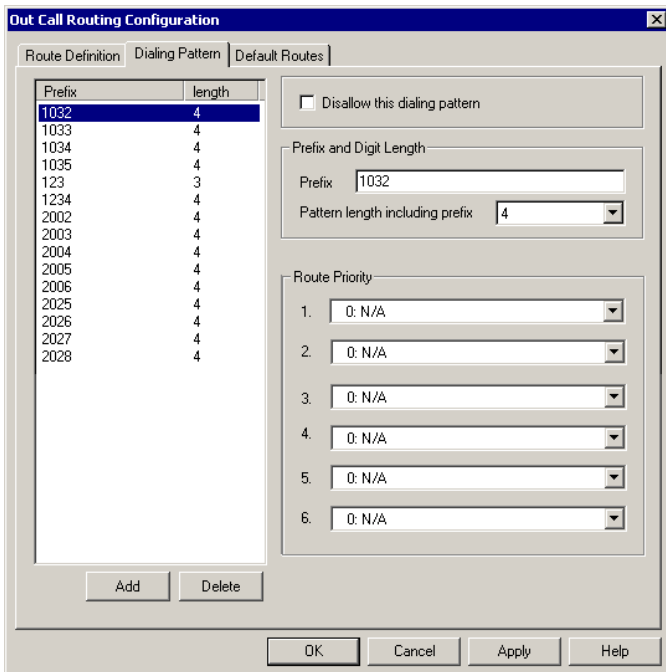 Out Call Routing Configuration
Route Definition Dialing Pattern Default Routes
Prefix length
1032 4
1033 4
1034 4
1035 4
123 3
1234 4
2002 4
2003 4
2004 4
2005 4
2006 4
2025 4
2026 4
2027 4
2028 4
Add Delete
Disallow this dialing pattern
Prefix and Digit Length
Prefix 1032
Pattern length including prefix 4
Route Priority
1. 0: N/A
2. 0: N/A
3. 0: N/A
4. 0: N/A
5. 0: N/A
6. 0: N/A
OK Cancel Apply Help